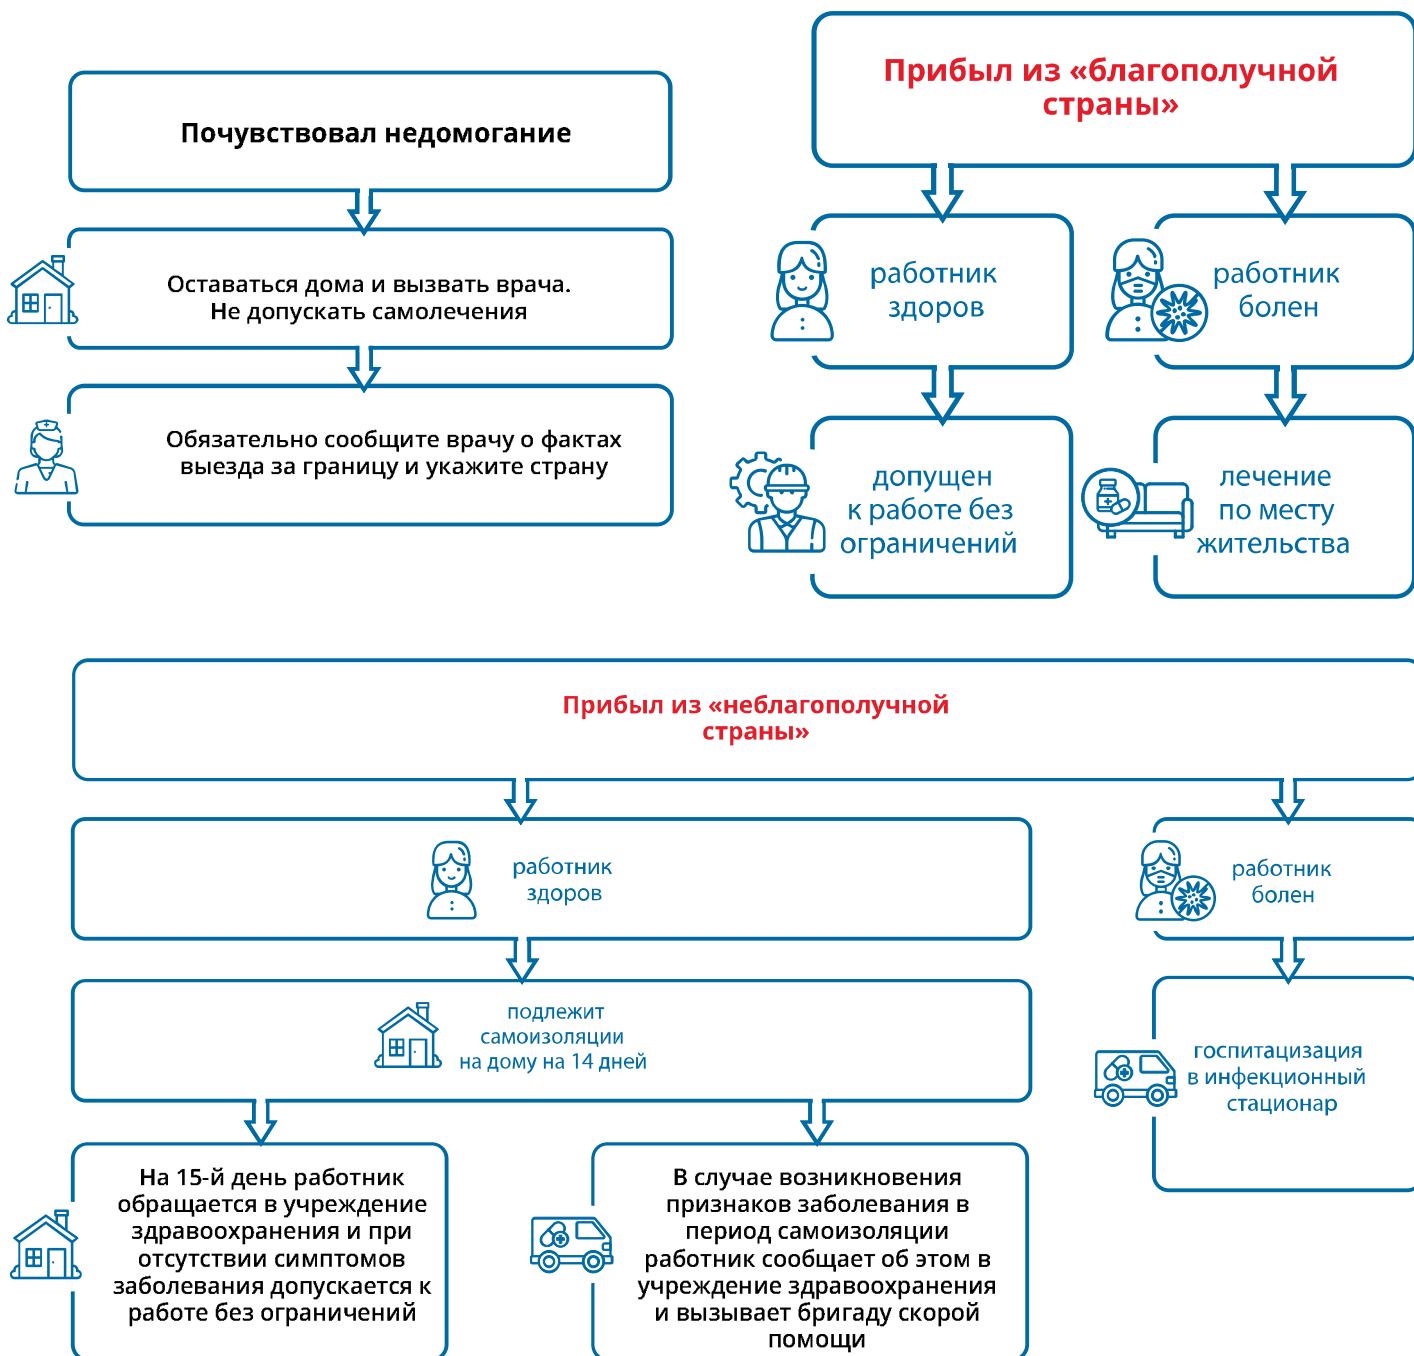 Почувствовал недомогание
Оставаться дома и вызвать врача.
Не допускать самолечения
Обязательно сообщите врачу о фактах
выезда за границу и укажите страну
Прибыл из «благополучной
страны»
работник
здоров
работник
болен
допущен
к работе без
ограничений
лечение
по месту
жительства
Прибыл из «неблагополучной
страны»
работник
здоров
работник
болен
подлежит
самоизоляции
на дому на 14 дней
госпитацизация
в инфекционный
стационар
На 15-й день работник
обращается в учреждение
здравоохранения и при
отсутствии симптомов
заболевания допускается к
работе без ограничений
В случае возникновения
признаков заболевания в
период самоизоляции
работник сообщает об этом в
учреждение здравоохранения
и вызывает бригаду скорой
помощи